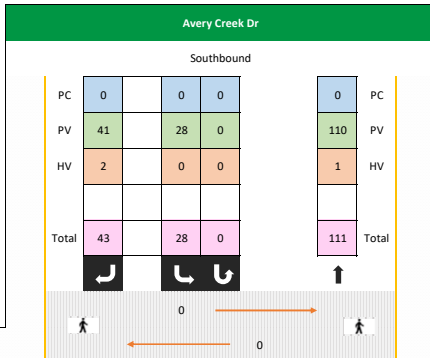 Avery Creek Dr
Southbound
PC 0 0 0 0 PC
PV 41 28 0 110 PV
HV 2 0 0 1 HV
Total 43 28 0 111 Total
0
0